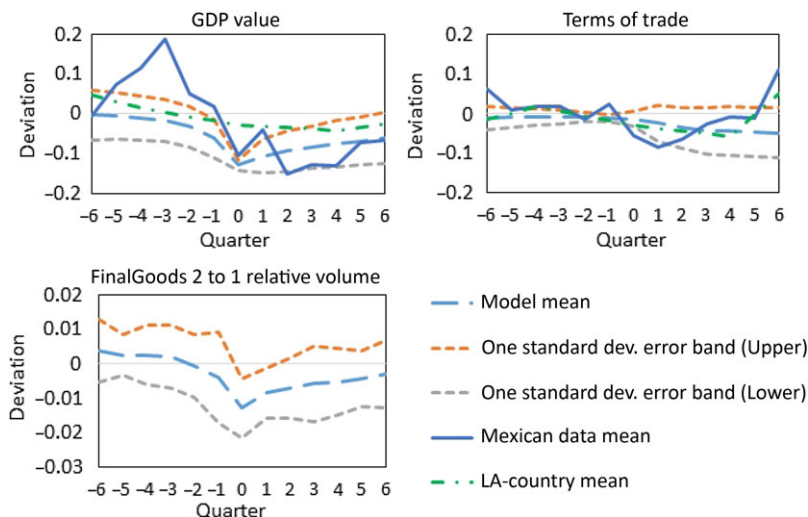 GDP value
Deviation
0.2
0.1
0
−0.1
−0.2
−6 −5 −4 −3 −2 −1 0 1 2 3 4 5 6
Quarter
Terms of trade
Deviation
0.2
0.1
0
−0.1
−0.2
−6 −5 −4 −3 −2 −1 0 1 2 3 4 5 6
Quarter
FinalGoods 2 to 1 relative volume
Deviation
0.02
0.01
0
−0.01
−0.02
−0.03
−6 −5 −4 −3 −2 −1 0 1 2 3 4 5 6
Quarter
Model mean
One standard dev. error band (Upper)
One standard dev. error band (Lower)
Mexican data mean
LA-country mean